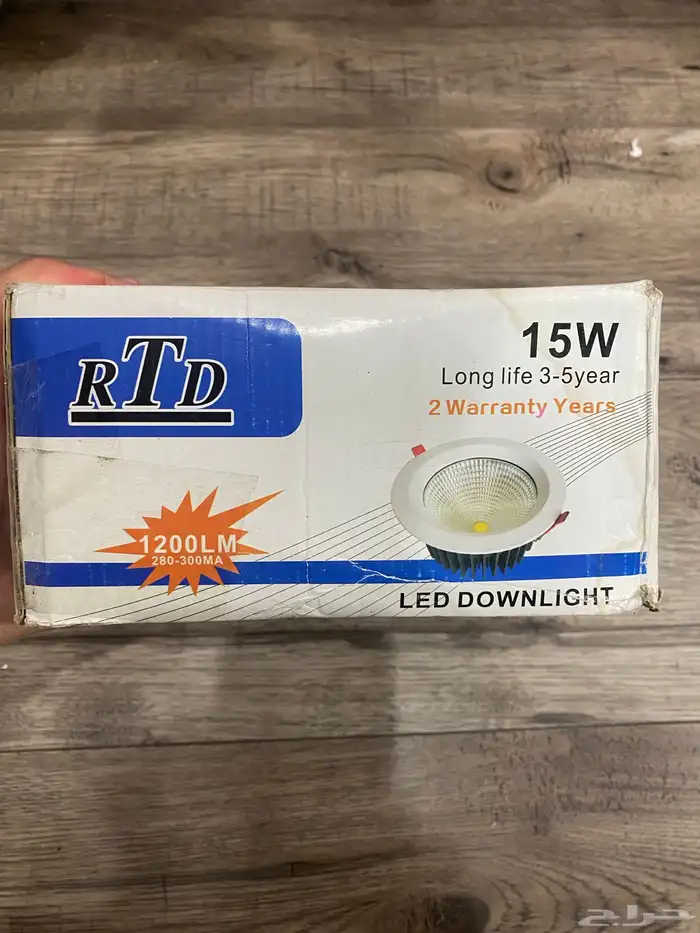 RTD
15W
Long life 3-5year
2 Warranty Years
1200LM
280-300MA
LED DOWNLIGHT
حراج